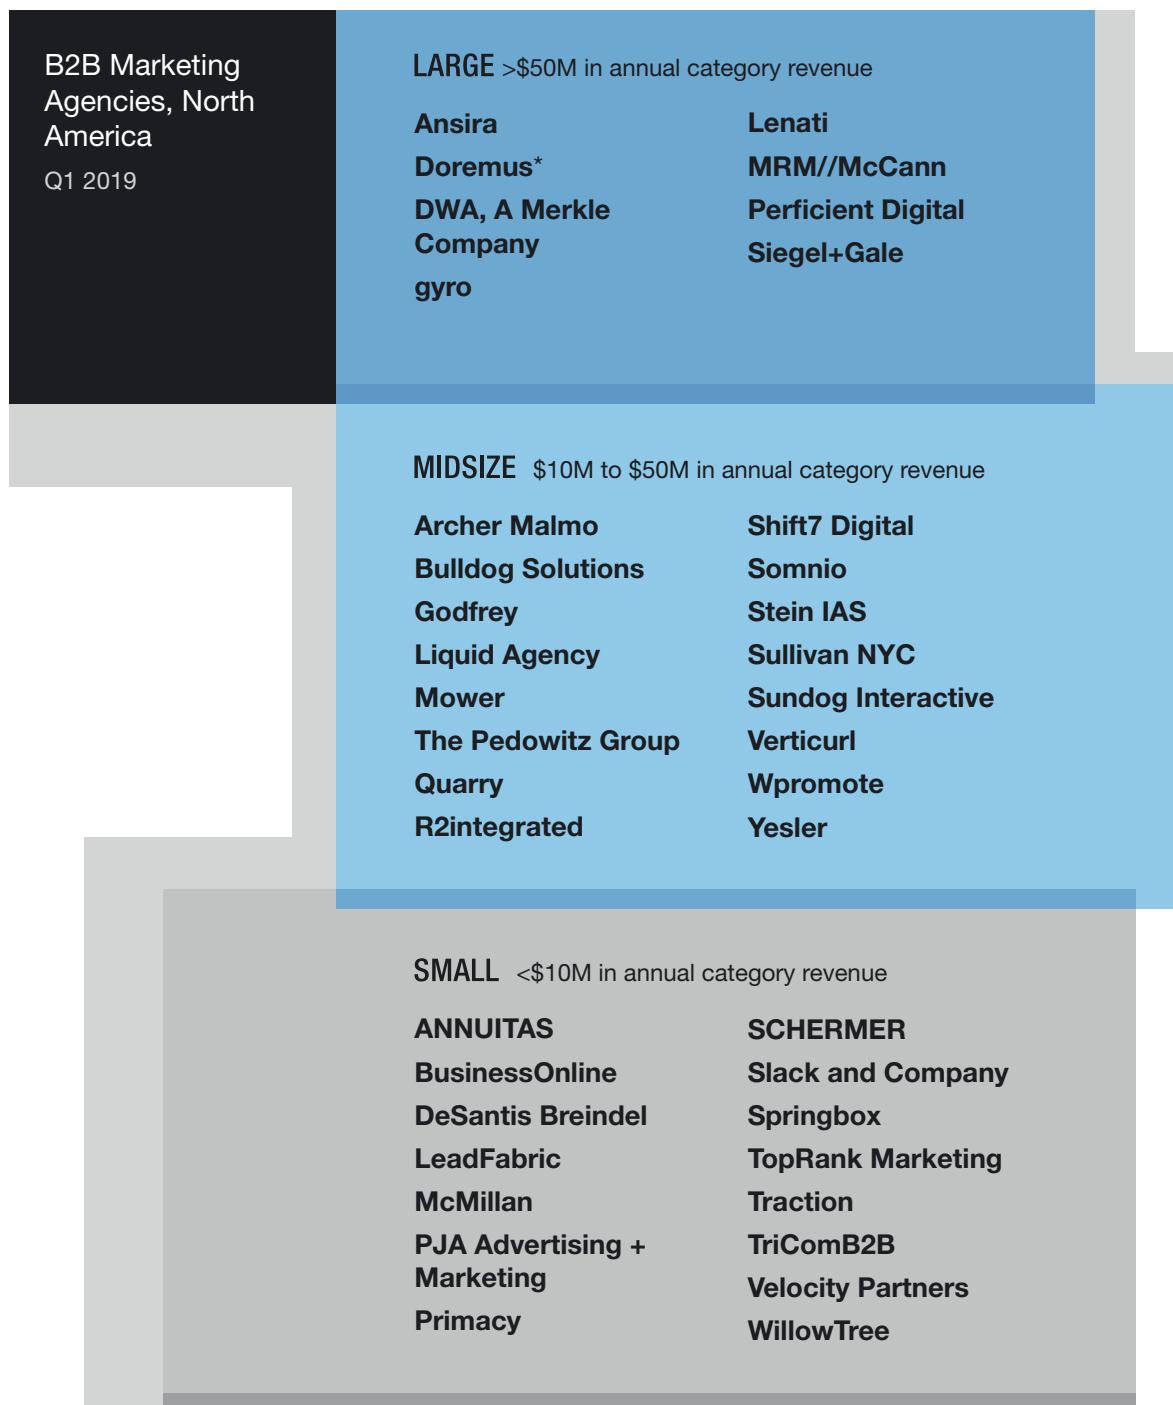 B2B Marketing
Agencies, North
America
Q1 2019
LARGE >$50M in annual category revenue
Ansira
Doremus*
DWA, A Merkle
Company
gyro
Lenati
MRM//McCann
Perficient Digital
Siegel+Gale
MIDSIZE $10M to $50M in annual category revenue
Archer Malmo
Bulldog Solutions
Godfrey
Liquid Agency
Mower
The Pedowitz Group
Quarry
R2integrated
Shift7 Digital
Somnio
Stein IAS
Sullivan NYC
Sundog Interactive
Verticurl
Wpromote
Yesler
SMALL <$10M in annual category revenue
ANNUITAS
BusinessOnline
DeSantis Breindel
LeadFabric
McMillan
PJA Advertising +
Marketing
Primacy
SCHERMER
Slack and Company
Springbox
TopRank Marketing
Traction
TriComB2B
Velocity Partners
WillowTree